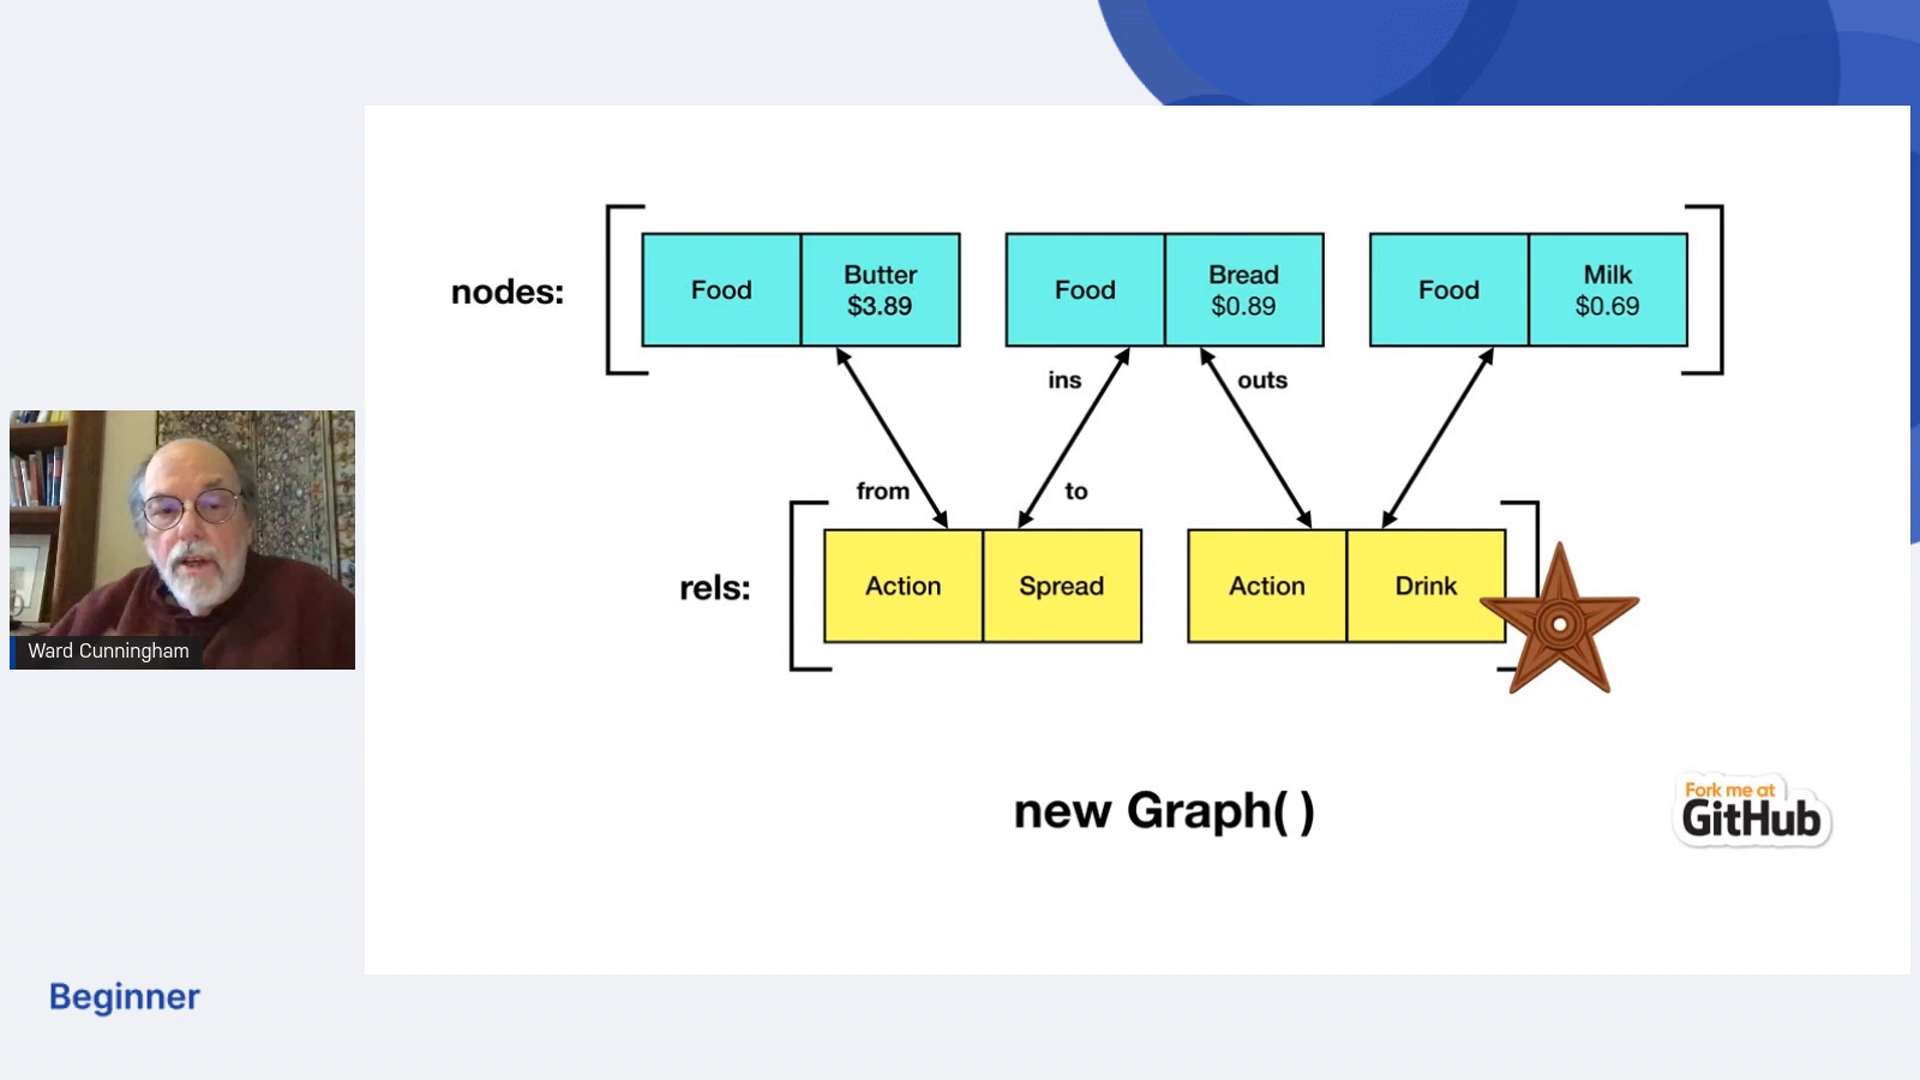 nodes:
Food
Butter
$3.89
Food
Bread
$0.89
Food
Milk
$0.69
ins
outs
from
to
rels:
Action
Spread
Action
Drink
Ward Cunningham
new Graph( )
Fork me at
GitHub
Beginner